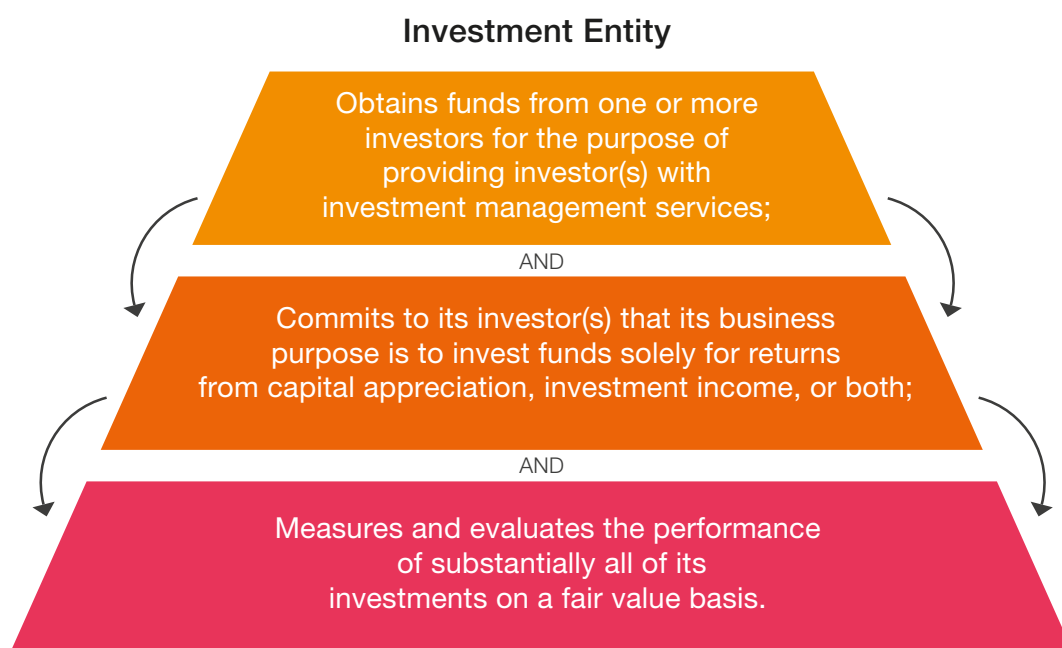 Investment Entity
Obtains funds from one or more
investors for the purpose of
providing investor(s) with
investment management services;
AND
Commits to its investor(s) that its business
purpose is to invest funds solely for returns
from capital appreciation, investment income, or both;
AND
Measures and evaluates the performance
of substantially all of its
investments on a fair value basis.